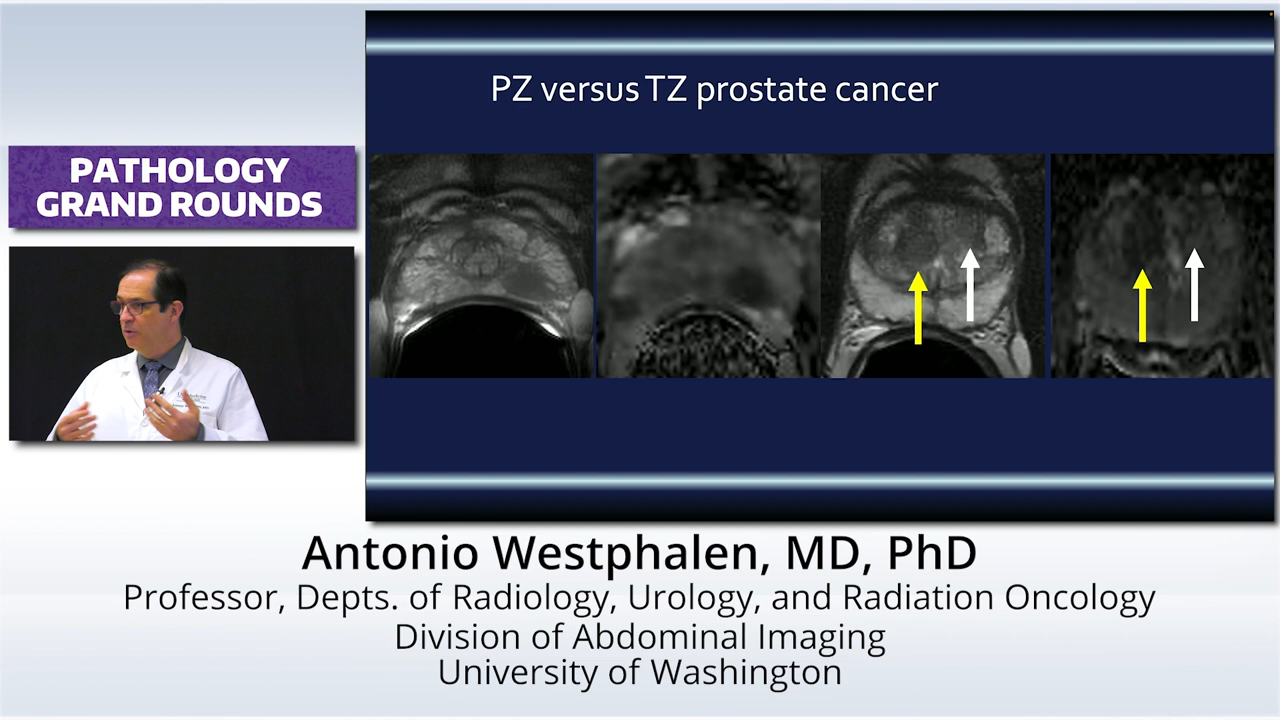 PZ versus TZ prostate cancer
PATHOLOGY
GRAND ROUNDS
Antonio Westphalen, MD, PhD
Professor, Depts. of Radiology, Urology, and Radiation Oncology
Division of Abdominal Imaging
University of Washington